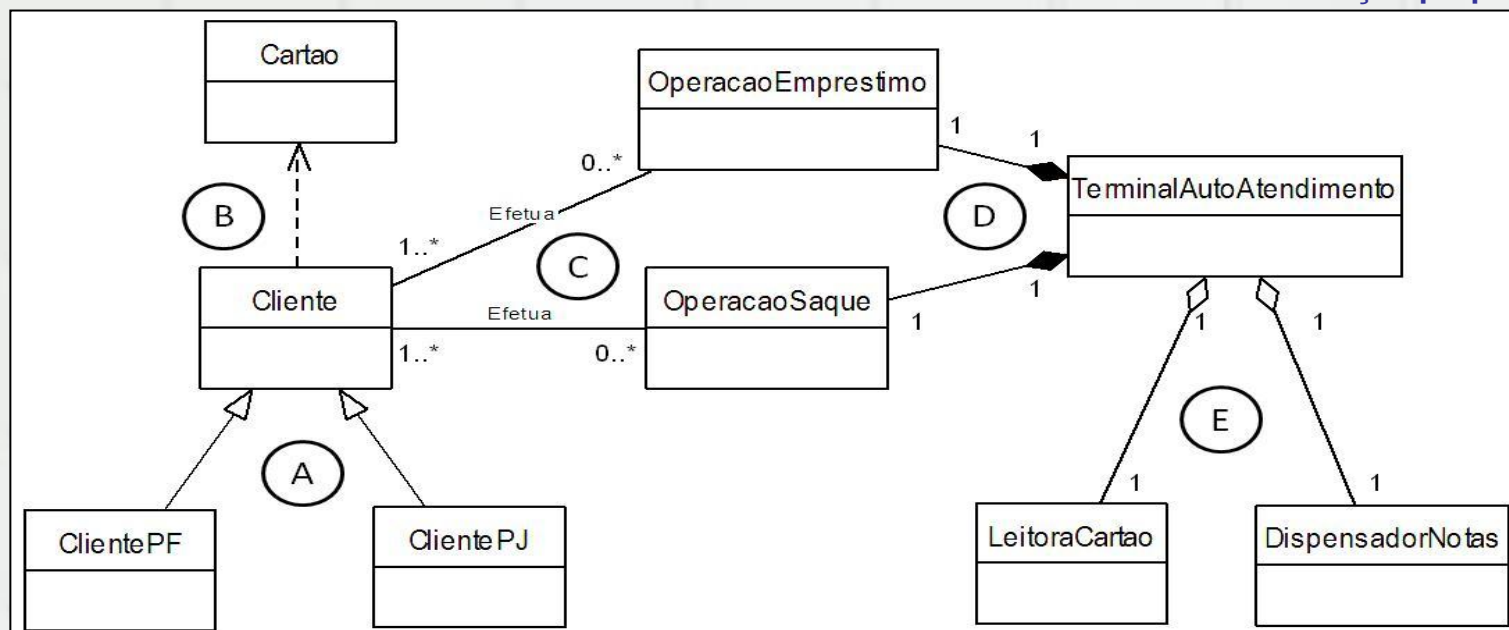 Cartao
OperacaoEmprestimo
1
1
0..*
TerminalAutoAtendimento
B
Efetua
D
1..*
C
Cliente
Efetua
OperacaoSaque
1
1
1..*
0..*
1
1
E
A
1
1
ClientePF
ClientePJ
LeitoraCartao
DispensadorNotas